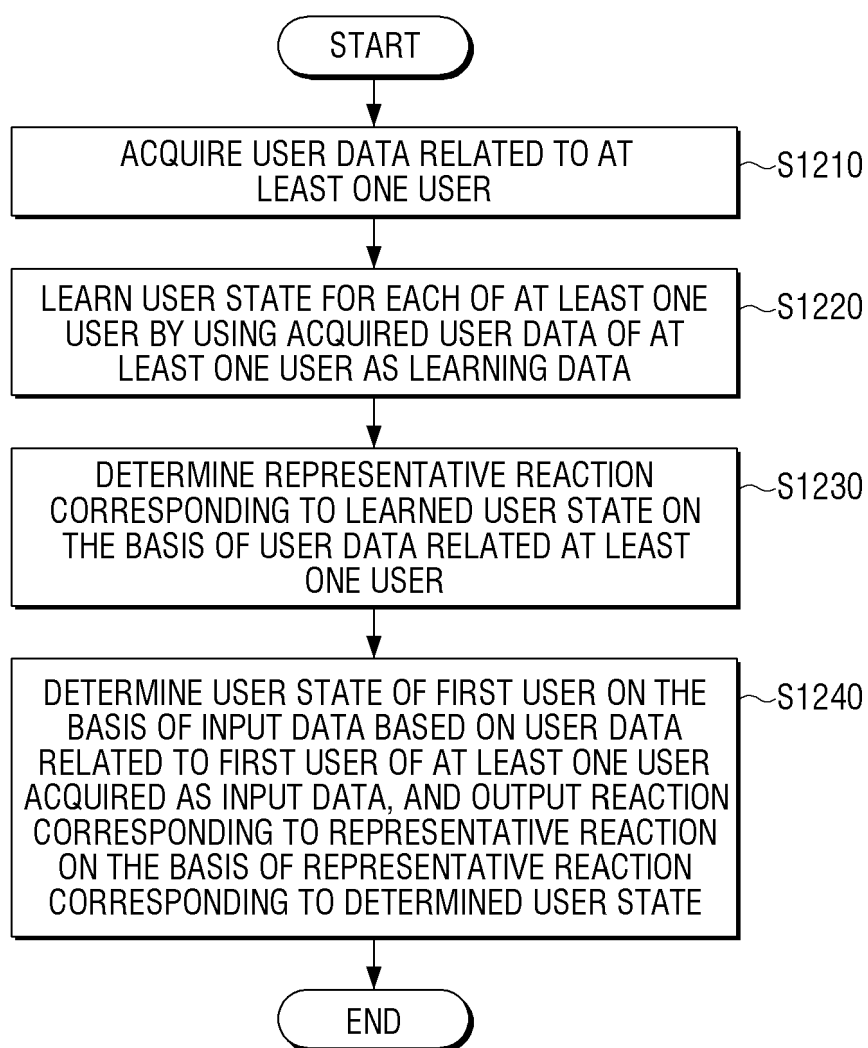 START
ACQUIRE USER DATA RELATED TO AT
LEAST ONE USER
S1210
LEARN USER STATE FOR EACH OF AT LEAST ONE
USER BY USING ACQUIRED USER DATA OF AT
LEAST ONE USER AS LEARNING DATA
S1220
DETERMINE REPRESENTATIVE REACTION
CORRESPONDING TO LEARNED USER STATE ON
THE BASIS OF USER DATA RELATED AT LEAST
ONE USER
S1230
DETERMINE USER STATE OF FIRST USER ON THE
BASIS OF INPUT DATA BASED ON USER DATA
RELATED TO FIRST USER OF AT LEAST ONE USER
ACQUIRED AS INPUT DATA, AND OUTPUT REACTION
CORRESPONDING TO REPRESENTATIVE REACTION
ON THE BASIS OF REPRESENTATIVE REACTION
CORRESPONDING TO DETERMINED USER STATE
S1240
END